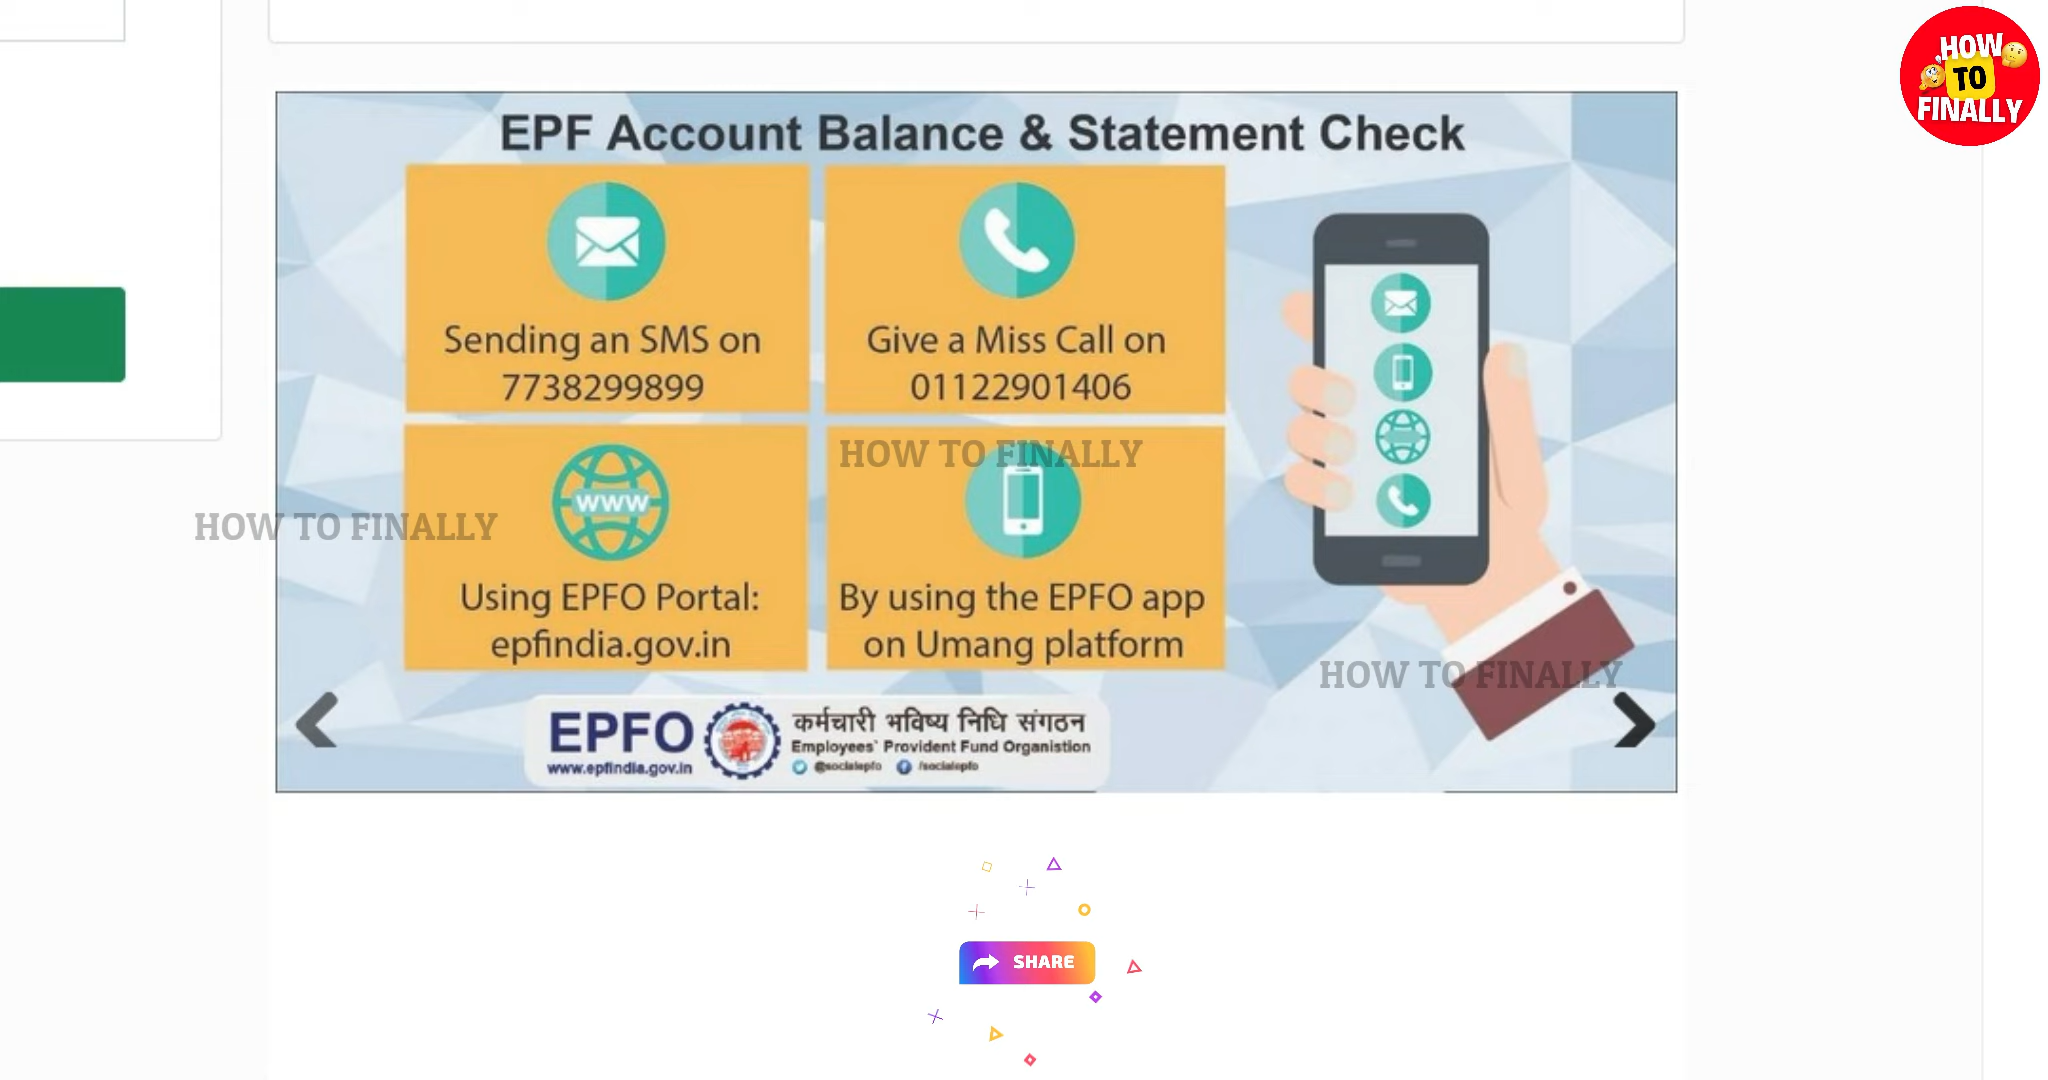 HOW
TO
FINALLY
EPF Account Balance & Statement Check
Sending an SMS on
7738299899
Give a Miss Call on
01122901406
HOW TO FINALLY
HOW TO FINALLY
www
Using EPFO Portal:
epfindia.gov.in
By using the EPFO app
on Umang platform
HOW TO FINALLY
EPFO
www.epfindia.gov.in
कर्मचारी भविष्य निधि संगठन
Employees' Provident Fund Organistion
@socialepfo /socialepfo
SHARE